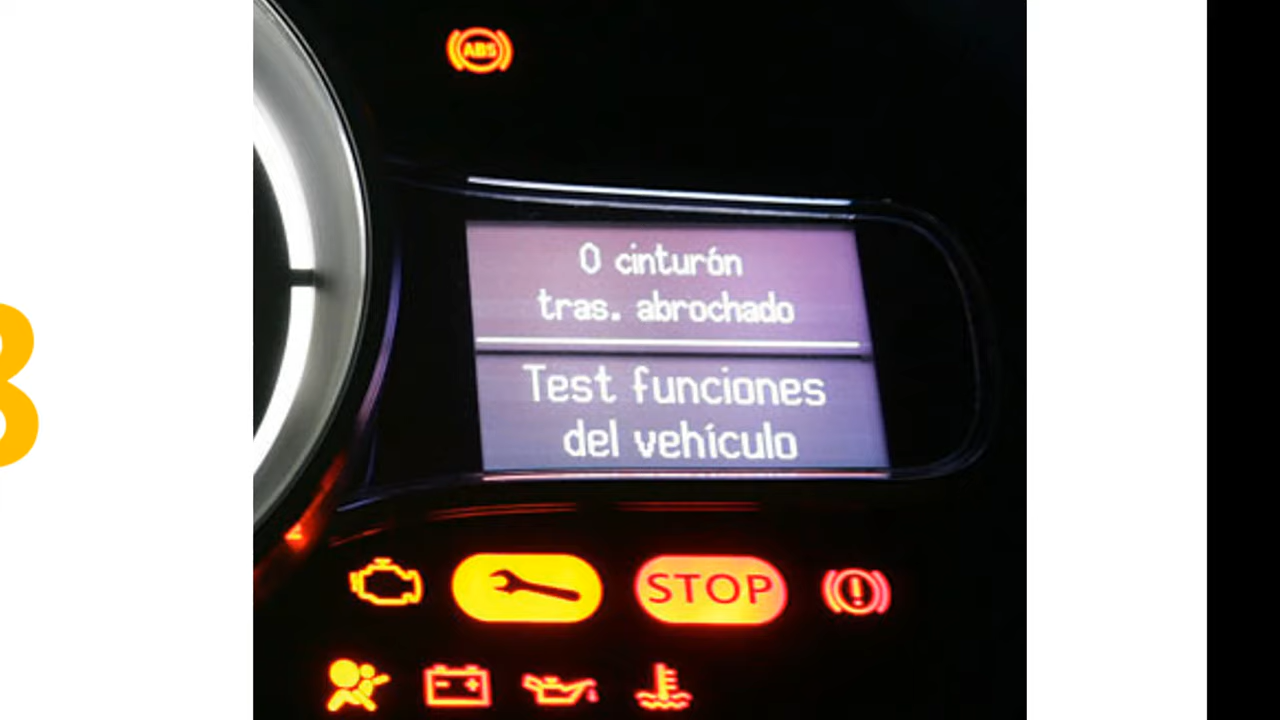 ABS
0 cinturón
tras. abrochado
Test funciones
del vehículo
STOP